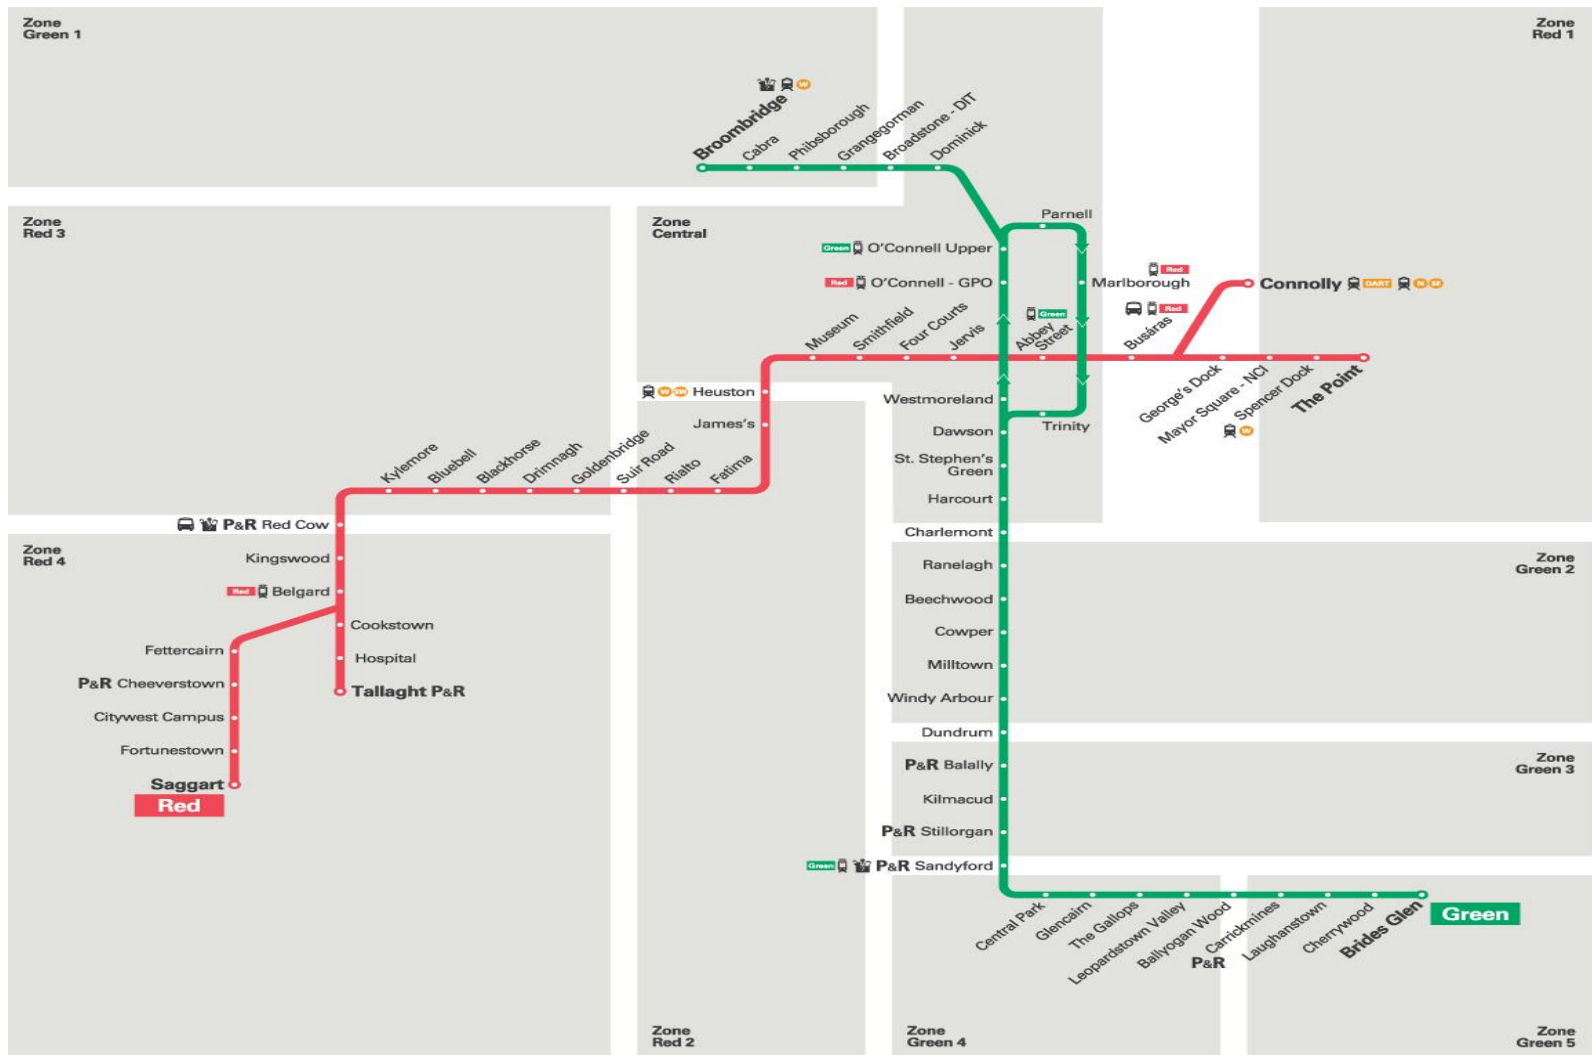 Zone
Green 1
Zone
Red 1
Broombridge
Cabra
Phibsborough
Grangegorman
Broadstone - DIT
Dominick
W
Zone
Red 3
Zone
Central
Parnell
Green O'Connell Upper
Red O'Connell - GPO
Marlborough
Red
Connolly DART N SE
Green
Red
Museum
Smithfield
Four Courts
Jervis
Abbey
Street
Busáras
George's Dock
Mayor Square - NCI
Spencer Dock
W
The Point
W SW Heuston
James's
Westmoreland
Trinity
Dawson
St. Stephen's
Green
Harcourt
Charlemont
Kylemore
Bluebell
Blackhorse
Drimnagh
Goldenbridge
Suir Road
Rialto
Fatima
P&R Red Cow
Zone
Red 4
Kingswood
Red Belgard
Cookstown
Hospital
Tallaght P&R
Fettercairn
P&R Cheeverstown
Citywest Campus
Fortunestown
Saggart
Red
Zone
Green 2
Ranelagh
Beechwood
Cowper
Milltown
Windy Arbour
Dundrum
Zone
Green 3
P&R Balally
Kilmacud
P&R Stillorgan
Green P&R Sandyford
Central Park
Glencairn
The Gallops
Leopardstown Valley
Ballyogan Wood
Carrickmines
P&R
Laughanstown
Cherrywood
Brides Glen
Green
Zone
Red 2
Zone
Green 4
Zone
Green 5